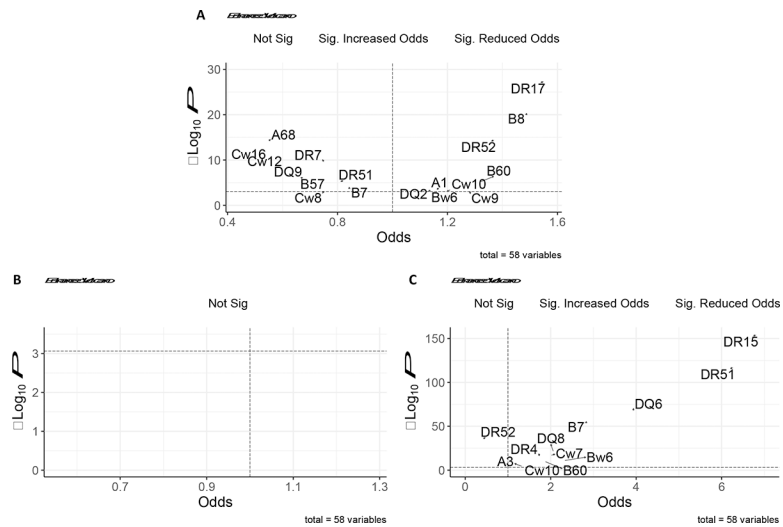 A
Not Sig Sig. Increased Odds Sig. Reduced Odds
Log10 P
30
20
10
0
DR17
B8
A68
DR52
Cw16
Cw12
DR7
DQ9
DR51
B60
B57
A1
Cw10
B7
DQ2
Cw8
Bw6
Cw9
0.4 0.8 1.2 1.6
Odds
total = 58 variables
B
Not Sig
Log10 P
3
2
1
0
0.7 0.9 1.1 1.3
Odds
total = 58 variables
C
Not Sig Sig. Increased Odds Sig. Reduced Odds
Log10 P
150
100
50
0
DR15
DR51
DQ6
B7
DR52
DQ8
DR4
Cw7
Bw6
A3
Cw10
B60
0 2 4 6
Odds
total = 58 variables